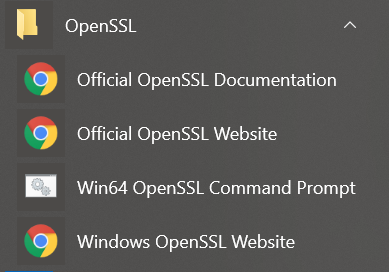 OpenSSL
Official OpenSSL Documentation
Official OpenSSL Website
Win64 OpenSSL Command Prompt
Windows OpenSSL Website